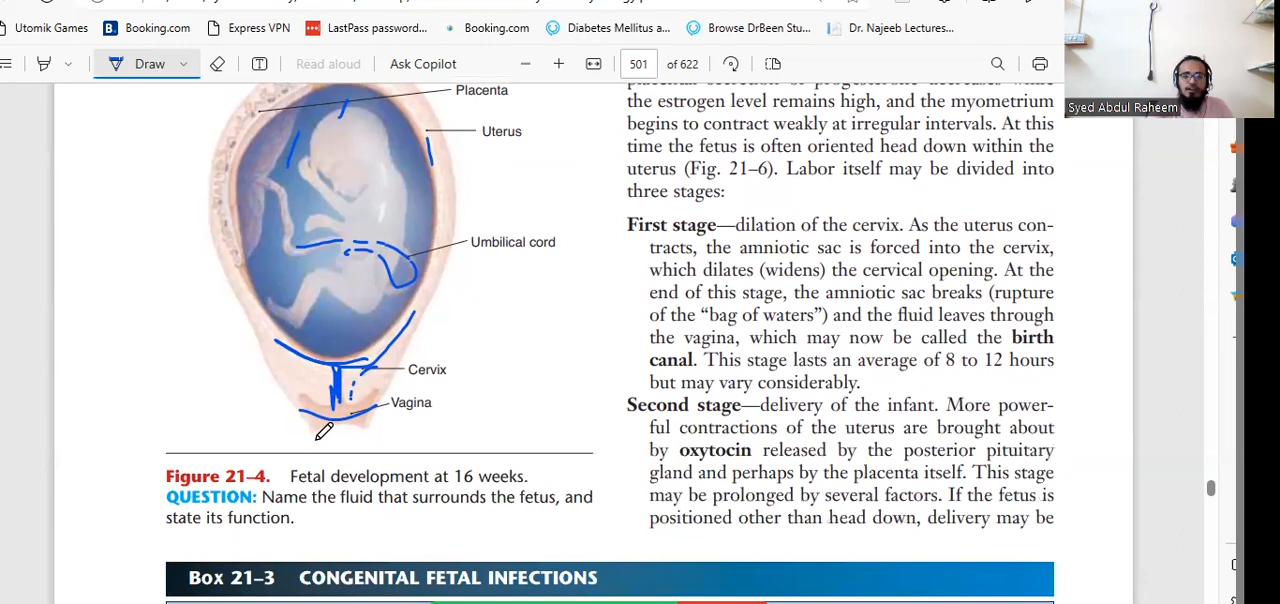 Utomik Games
Booking.com
Express VPN
LastPass password...
Booking.com
Diabetes Mellitus a...
Browse DrBeen Stu...
Dr. Najeeb Lectures...
Draw
Read aloud
Ask Copilot
501
of 622
Syed Abdul Raheem
Placenta
Uterus
Umbilical cord
Cervix
Vagina
Figure 21–4. Fetal development at 16 weeks.
QUESTION: Name the fluid that surrounds the fetus, and
state its function.
the estrogen level remains high, and the myometrium
begins to contract weakly at irregular intervals. At this
time the fetus is often oriented head down within the
uterus (Fig. 21–6). Labor itself may be divided into
three stages:
First stage—dilation of the cervix. As the uterus con-
tracts, the amniotic sac is forced into the cervix,
which dilates (widens) the cervical opening. At the
end of this stage, the amniotic sac breaks (rupture
of the “bag of waters”) and the fluid leaves through
the vagina, which may now be called the birth
canal. This stage lasts an average of 8 to 12 hours
but may vary considerably.
Second stage—delivery of the infant. More power-
ful contractions of the uterus are brought about
by oxytocin released by the posterior pituitary
gland and perhaps by the placenta itself. This stage
may be prolonged by several factors. If the fetus is
positioned other than head down, delivery may be
Box 21–3 CONGENITAL FETAL INFECTIONS